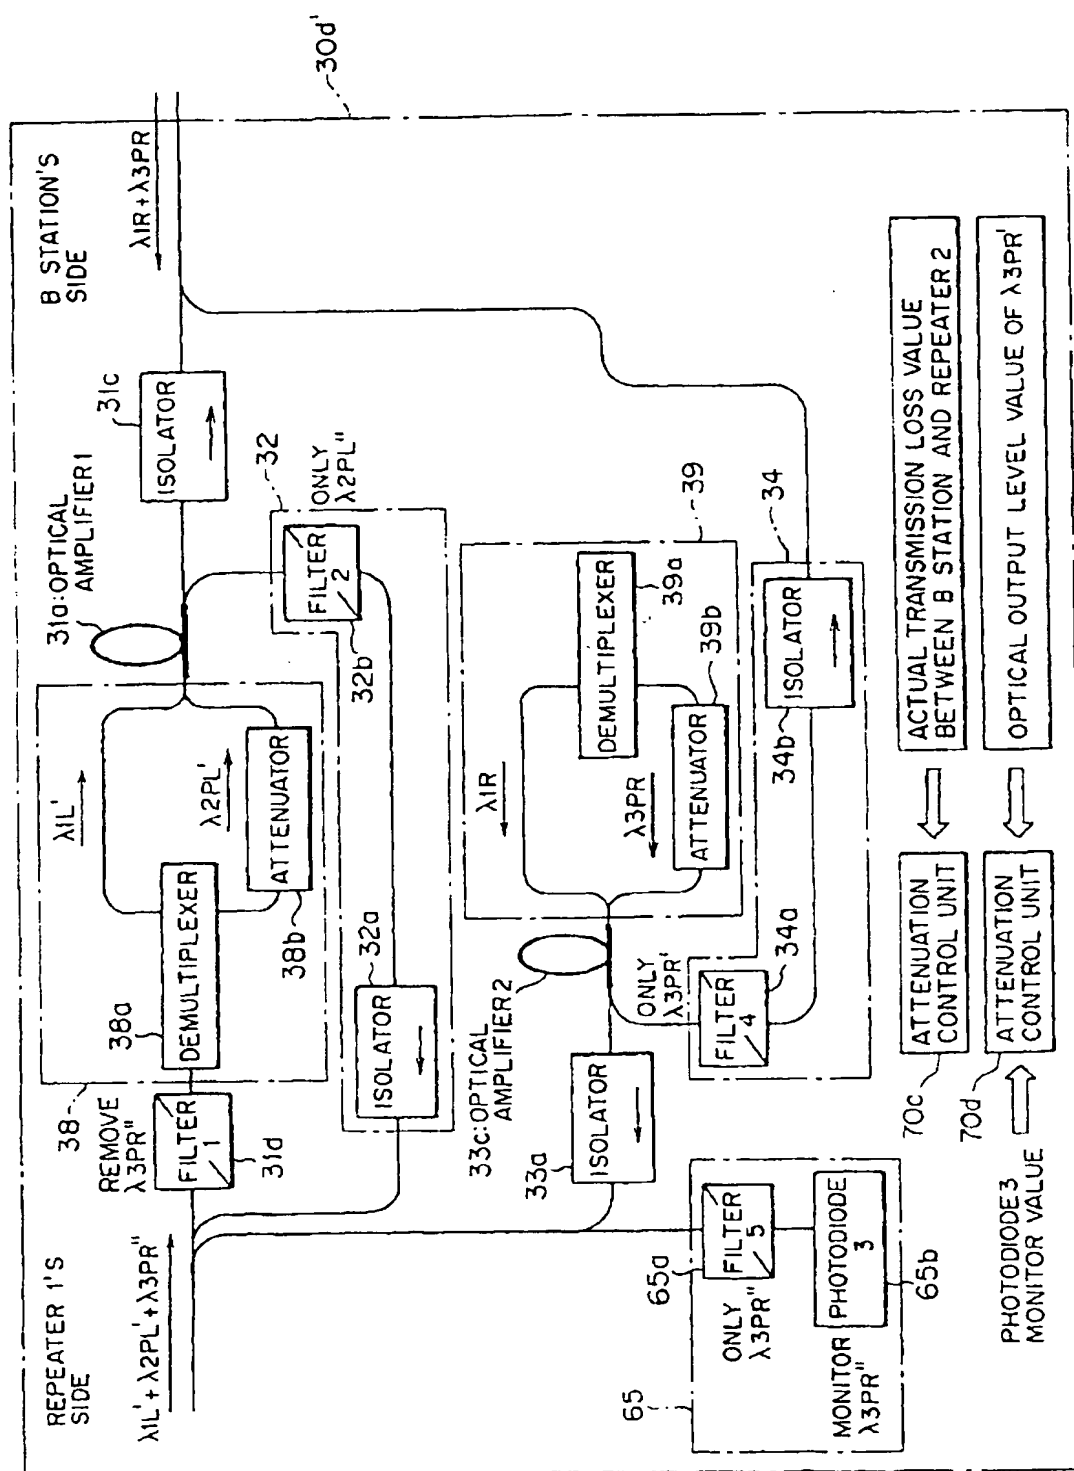 REPEATER 1'S
SIDE
λ1L'+λ2PL'+λ3PR"
B STATION'S
SIDE
λ1R+λ3PR
30d'
38
REMOVE
λ3PR"
FILTER
1
31d
38a
DEMULTIPLEXER
λ1L'
λ2PL'
ATTENUATOR
38b
31a:OPTICAL
AMPLIFIER1
31c
ISOLATOR
32
ONLY
λ2PL"
FILTER
2
32b
32a
ISOLATOR
33c:OPTICAL
AMPLIFIER2
33a
ISOLATOR
39
λ1R
DEMULTIPLEXER
39a
λ3PR
ATTENUATOR
39b
ONLY
λ3PR'
FILTER
4
34a
34
ISOLATOR
34b
65
65a
FILTER
5
ONLY
λ3PR"
PHOTODIODE
3
65b
MONITOR
λ3PR"
ACTUAL TRANSMISSION LOSS VALUE
BETWEEN B STATION AND REPEATER 2
ATTENUATION
CONTROL UNIT
70c
OPTICAL OUTPUT LEVEL VALUE OF λ3PR'
ATTENUATION
CONTROL UNIT
70d
PHOTODIODE3
MONITOR VALUE